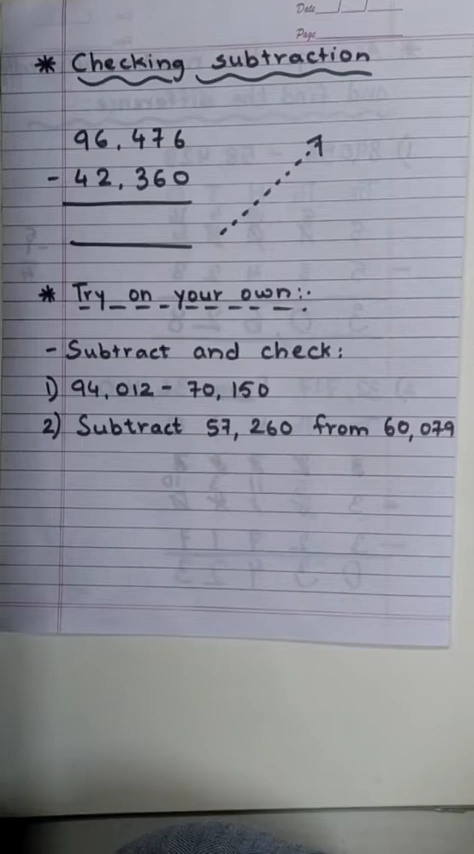 Date / /
Page
* Checking subtraction
96,476
- 42,360
* Try on your own:-
- Subtract and check:
1) 94,012 - 70,150
2) Subtract 57,260 from 60,079